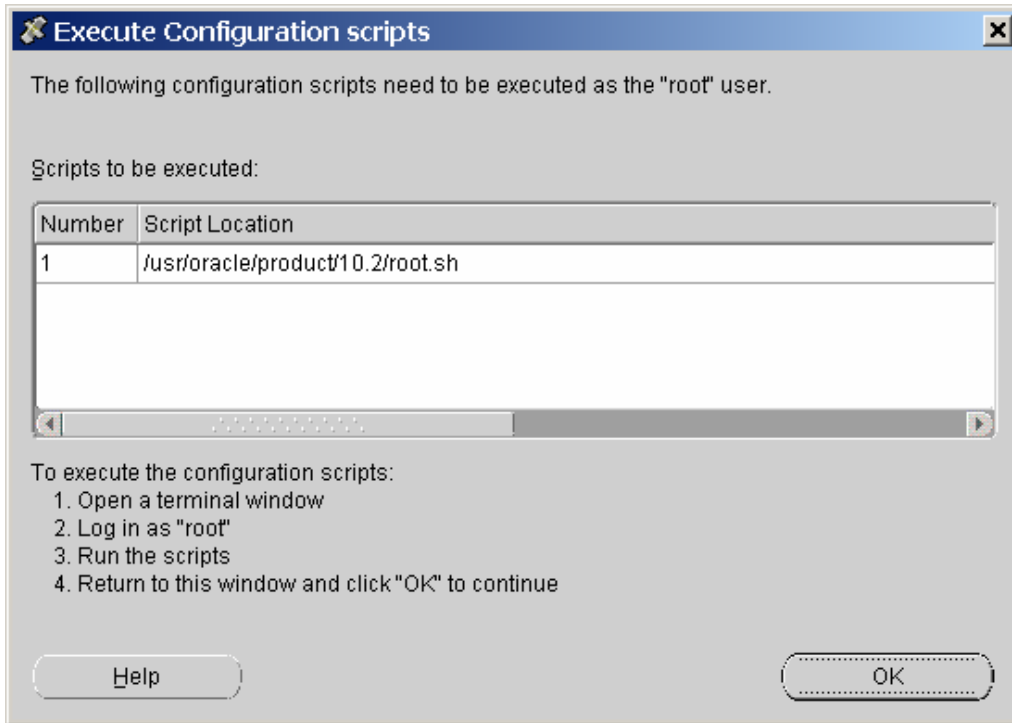 Execute Configuration scripts
The following configuration scripts need to be executed as the "root" user.
Scripts to be executed:
Number Script Location
1 /usr/oracle/product/10.2/root.sh
To execute the configuration scripts:
1. Open a terminal window
2. Log in as "root"
3. Run the scripts
4. Return to this window and click "OK" to continue
Help OK